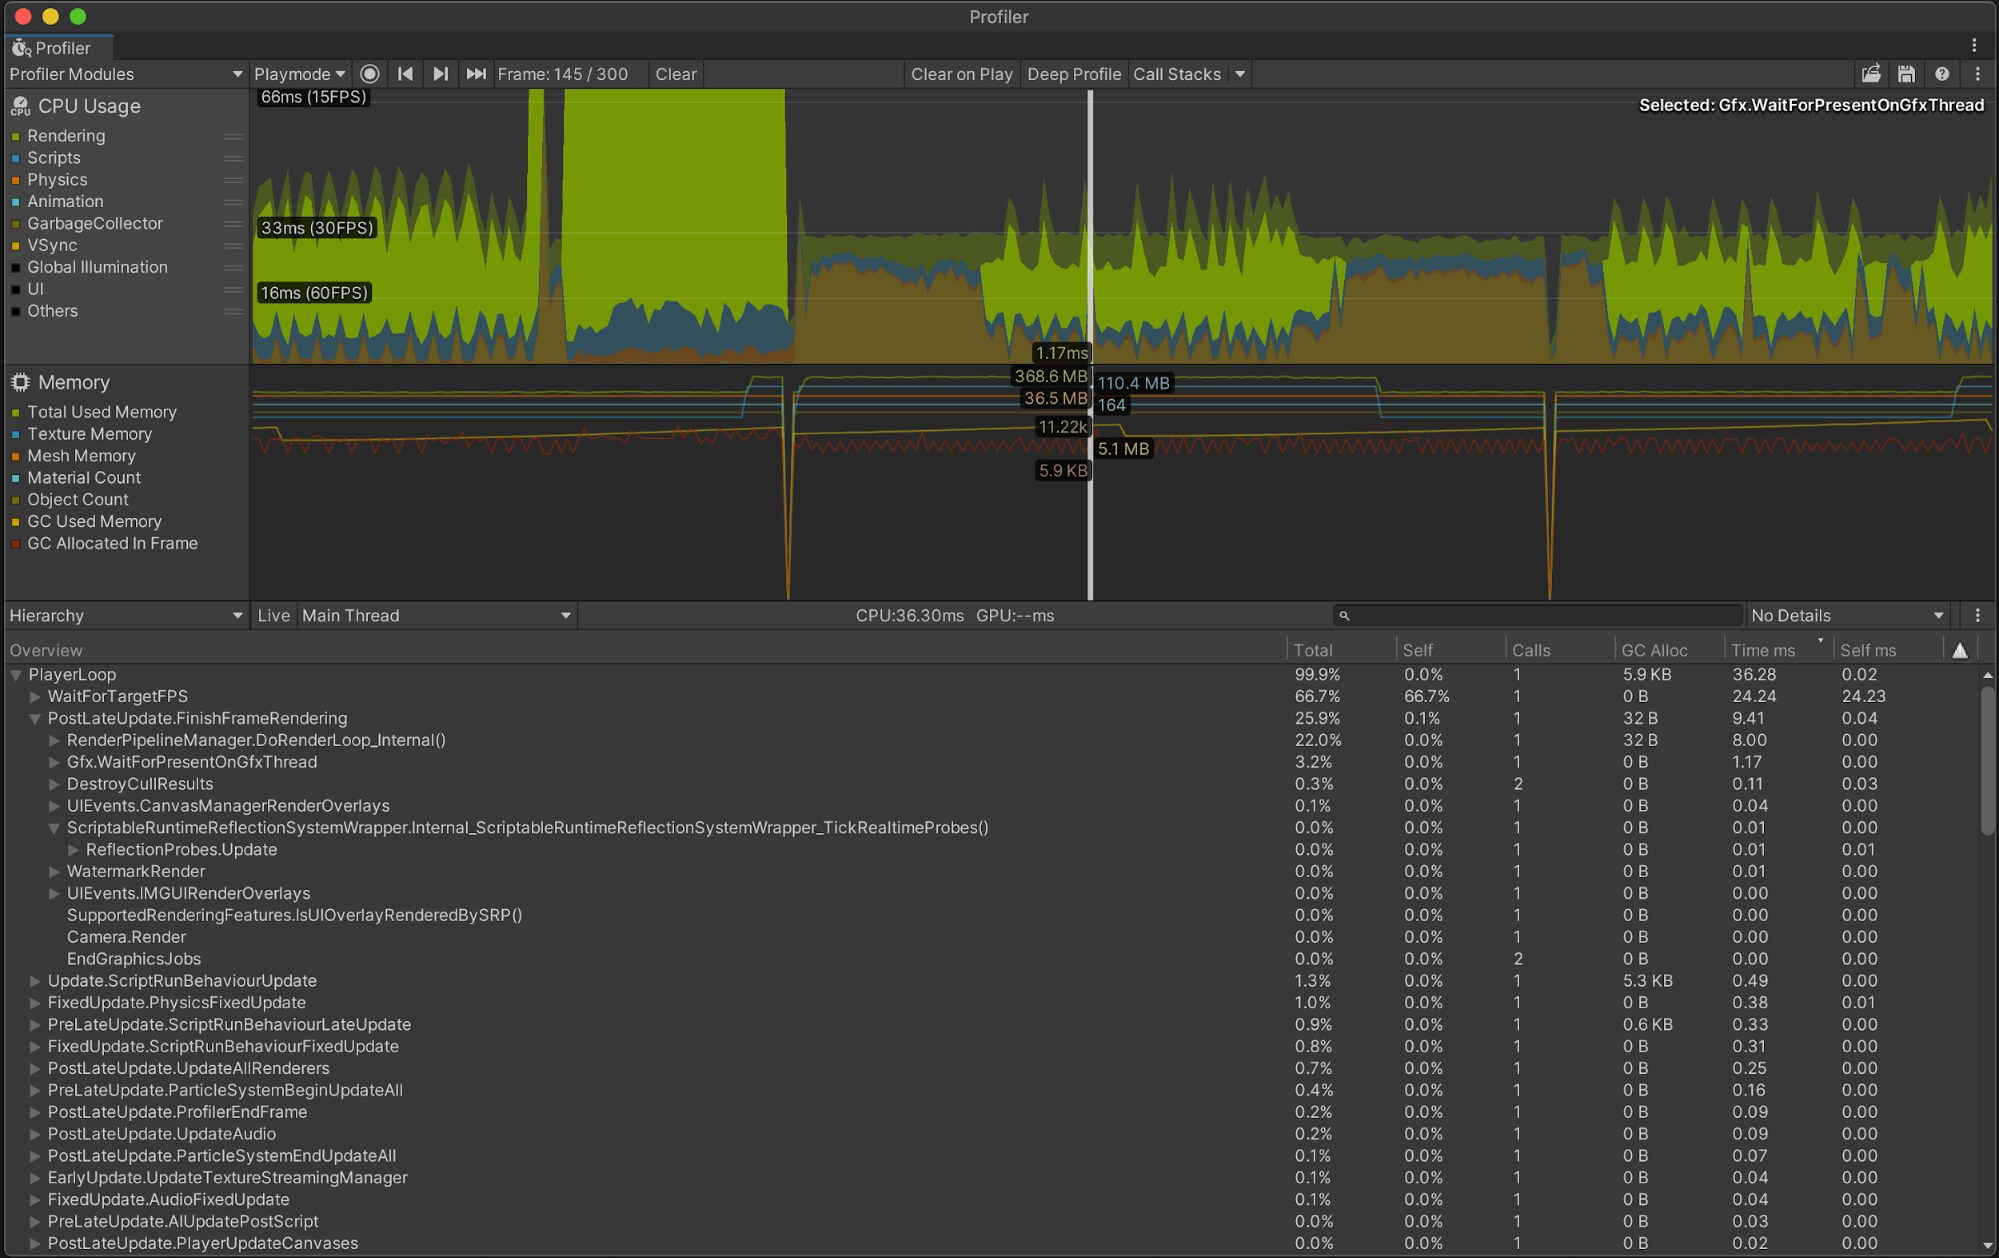 Profiler
Profiler
Profiler Modules Playmode Frame: 145 / 300 Clear Clear on Play Deep Profile Call Stacks
CPU Usage
Rendering
Scripts
Physics
Animation
GarbageCollector
VSync
Global Illumination
UI
Others
66ms (15FPS)
Selected: Gfx.WaitForPresentOnGfxThread
33ms (30FPS)
16ms (60FPS)
1.17ms
Memory
Total Used Memory
Texture Memory
Mesh Memory
Material Count
Object Count
GC Used Memory
GC Allocated In Frame
368.6 MB 110.4 MB
36.5 MB 164
11.22k
5.1 MB
5.9 KB
Hierarchy Live Main Thread CPU:36.30ms GPU:--ms No Details
Overview Total Self Calls GC Alloc Time ms Self ms
PlayerLoop 99.9% 0.0% 1 5.9 KB 36.28 0.02
WaitForTargetFPS 66.7% 66.7% 1 0 B 24.24 24.23
PostLateUpdate.FinishFrameRendering 25.9% 0.1% 1 32 B 9.41 0.04
RenderPipelineManager.DoRenderLoop_Internal() 22.0% 0.0% 1 32 B 8.00 0.00
Gfx.WaitForPresentOnGfxThread 3.2% 0.0% 1 0 B 1.17 0.00
DestroyCullResults 0.3% 0.0% 2 0 B 0.11 0.03
UIEvents.CanvasManagerRenderOverlays 0.1% 0.0% 1 0 B 0.04 0.00
ScriptableRuntimeReflectionSystemWrapper.Internal_ScriptableRuntimeReflectionSystemWrapper_TickRealtimeProbes() 0.0% 0.0% 1 0 B 0.01 0.00
ReflectionProbes.Update 0.0% 0.0% 1 0 B 0.01 0.01
WatermarkRender 0.0% 0.0% 1 0 B 0.01 0.00
UIEvents.IMGUIRenderOverlays 0.0% 0.0% 1 0 B 0.00 0.00
SupportedRenderingFeatures.IsUIOverlayRenderedBySRP() 0.0% 0.0% 1 0 B 0.00 0.00
Camera.Render 0.0% 0.0% 1 0 B 0.00 0.00
EndGraphicsJobs 0.0% 0.0% 2 0 B 0.00 0.00
Update.ScriptRunBehaviourUpdate 1.3% 0.0% 1 5.3 KB 0.49 0.00
FixedUpdate.PhysicsFixedUpdate 1.0% 0.0% 1 0 B 0.38 0.01
PreLateUpdate.ScriptRunBehaviourLateUpdate 0.9% 0.0% 1 0.6 KB 0.33 0.00
FixedUpdate.ScriptRunBehaviourFixedUpdate 0.8% 0.0% 1 0 B 0.31 0.00
PostLateUpdate.UpdateAllRenderers 0.7% 0.0% 1 0 B 0.25 0.00
PreLateUpdate.ParticleSystemBeginUpdateAll 0.4% 0.0% 1 0 B 0.16 0.00
PostLateUpdate.ProfilerEndFrame 0.2% 0.0% 1 0 B 0.09 0.00
PostLateUpdate.UpdateAudio 0.2% 0.0% 1 0 B 0.09 0.00
PostLateUpdate.ParticleSystemEndUpdateAll 0.1% 0.0% 1 0 B 0.07 0.00
EarlyUpdate.UpdateTextureStreamingManager 0.1% 0.0% 1 0 B 0.04 0.00
FixedUpdate.AudioFixedUpdate 0.1% 0.0% 1 0 B 0.04 0.00
PreLateUpdate.AIUpdatePostScript 0.0% 0.0% 1 0 B 0.03 0.00
PostLateUpdate.PlayerUpdateCanvases 0.0% 0.0% 1 0 B 0.02 0.00